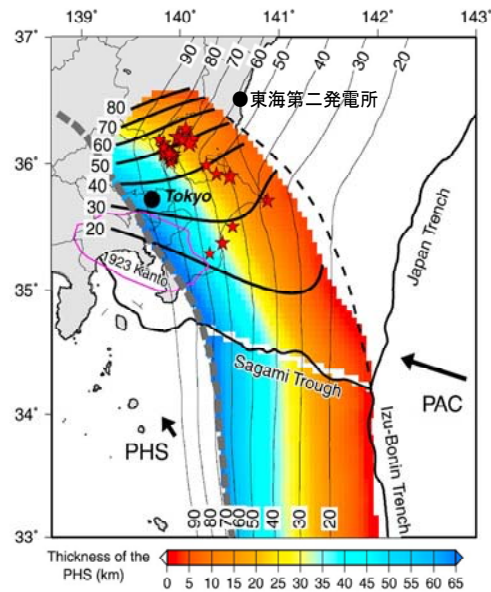 139° 140° 141° 142° 143°
37°
90 80 70 60 50 40 30 20
東海第二発電所
80
70
60
36°
50
40
Tokyo
30
20
1923 Kanto
Japan Trench
35°
Sagami Trough
PAC
34°
PHS
Izu-Bonin Trench
90 80 70 60 50 40 30 20
33°
Thickness of the
PHS (km)
0 5 10 15 20 25 30 35 40 45 50 55 60 65